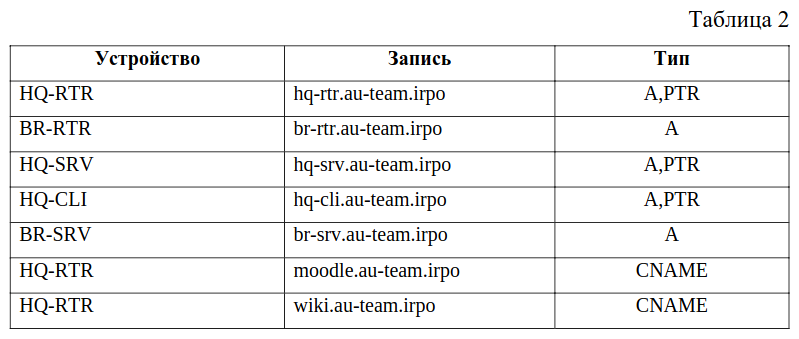 Таблица 2
Устройство Запись Тип
HQ-RTR hq-rtr.au-team.irpo A,PTR
BR-RTR br-rtr.au-team.irpo A
HQ-SRV hq-srv.au-team.irpo A,PTR
HQ-CLI hq-cli.au-team.irpo A,PTR
BR-SRV br-srv.au-team.irpo A
HQ-RTR moodle.au-team.irpo CNAME
HQ-RTR wiki.au-team.irpo CNAME